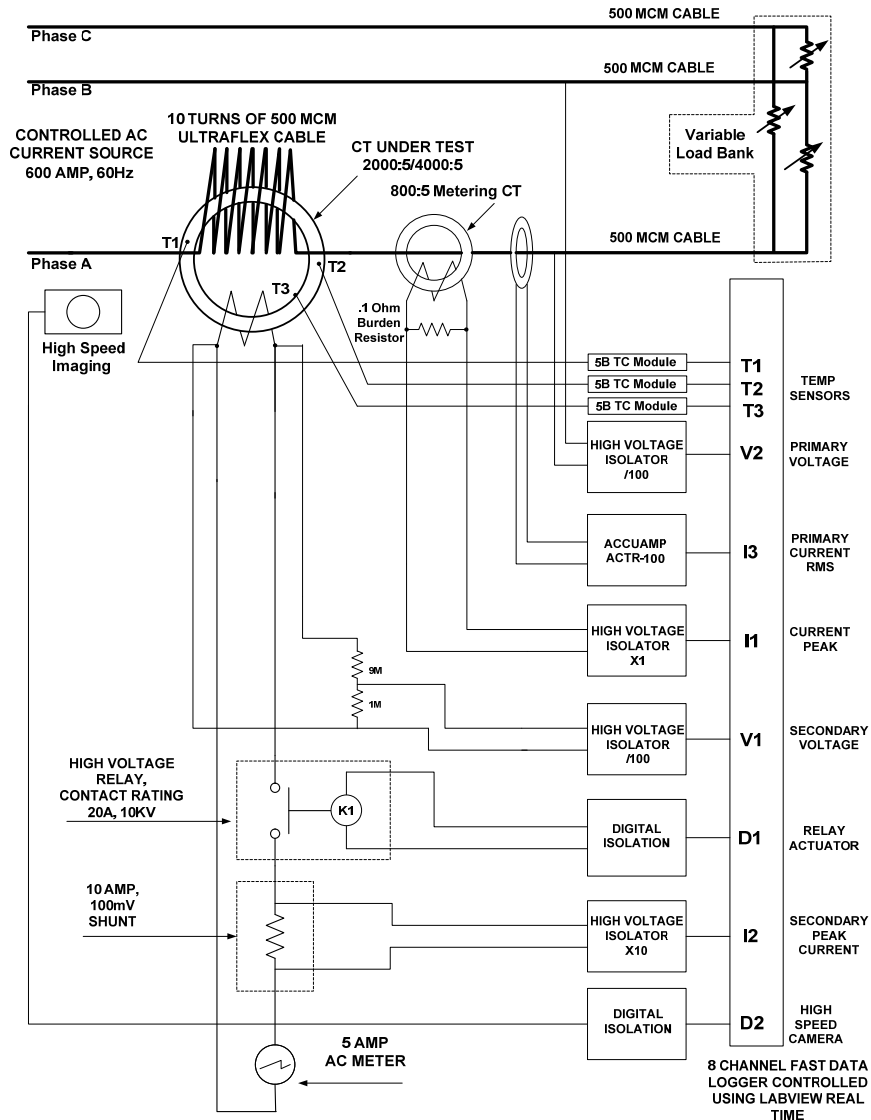 500 MCM CABLE
Phase C
500 MCM CABLE
Phase B
10 TURNS OF 500 MCM
ULTRAFLEX CABLE
CONTROLLED AC
CURRENT SOURCE
600 AMP, 60Hz
CT UNDER TEST
2000:5/4000:5
Variable
Load Bank
800:5 Metering CT
500 MCM CABLE
T1
Phase A
T2
T3
.1 Ohm
Burden
Resistor
High Speed
Imaging
5B TC Module
T1
5B TC Module
T2
5B TC Module
T3
TEMP
SENSORS
HIGH VOLTAGE
ISOLATOR
/100
V2
PRIMARY
VOLTAGE
ACCUAMP
ACTR-100
I3
PRIMARY
CURRENT
RMS
HIGH VOLTAGE
ISOLATOR
X1
I1
CURRENT
PEAK
9M
1M
HIGH VOLTAGE
ISOLATOR
/100
V1
SECONDARY
VOLTAGE
HIGH VOLTAGE
RELAY,
CONTACT RATING
20A, 10KV
K1
DIGITAL
ISOLATION
D1
RELAY
ACTUATOR
10 AMP,
100mV
SHUNT
HIGH VOLTAGE
ISOLATOR
X10
I2
SECONDARY
PEAK
CURRENT
DIGITAL
ISOLATION
D2
HIGH
SPEED
CAMERA
5 AMP
AC METER
8 CHANNEL FAST DATA
LOGGER CONTROLLED
USING LABVIEW REAL
TIME